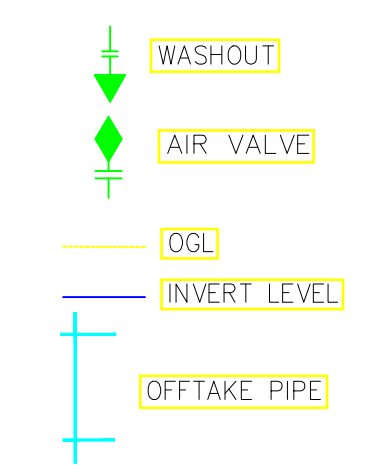 WASHOUT
AIR VALVE
OGL
INVERT LEVEL
OFFTAKE PIPE